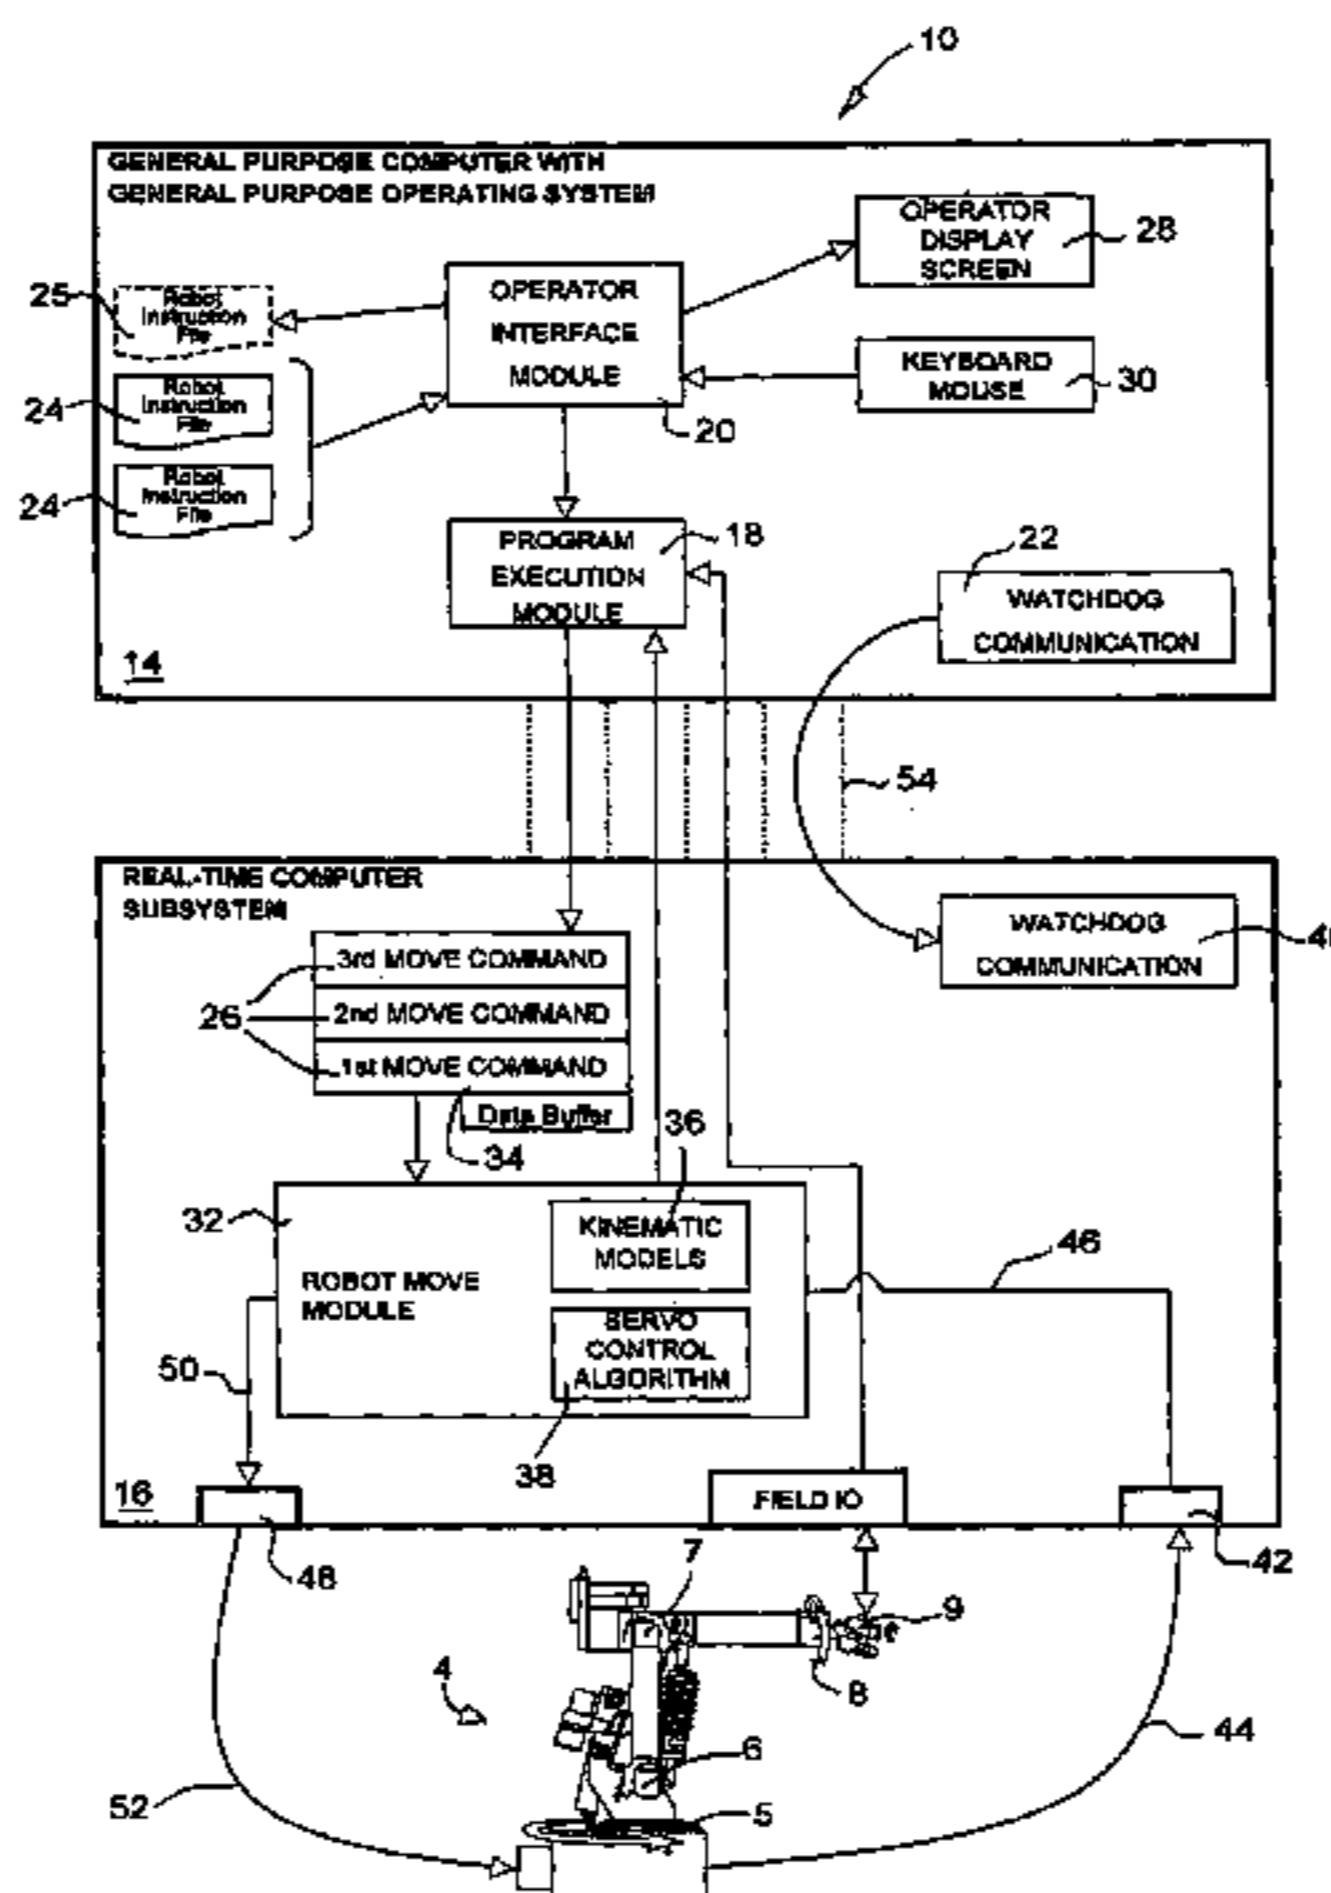 10
GENERAL PURPOSE COMPUTER WITH
GENERAL PURPOSE OPERATING SYSTEM
OPERATOR
DISPLAY
SCREEN
28
25
Robot
Instruction
File
OPERATOR
INTERFACE
MODULE
KEYBOARD
MOUSE
30
24
Robot
Instruction
File
20
24
Robot
Instruction
File
PROGRAM
EXECUTION
MODULE
18
22
WATCHDOG
COMMUNICATION
14
54
REAL-TIME COMPUTER
SUBSYSTEM
WATCHDOG
COMMUNICATION
3rd MOVE COMMAND
26
2nd MOVE COMMAND
1st MOVE COMMAND
Data Buffer
34
36
32
KINEMATIC
MODELS
ROBOT MOVE
MODULE
46
SERVO
CONTROL
ALGORITHM
50
38
16
FIELD IO
48
42
7
9
4
8
6
44
52
5